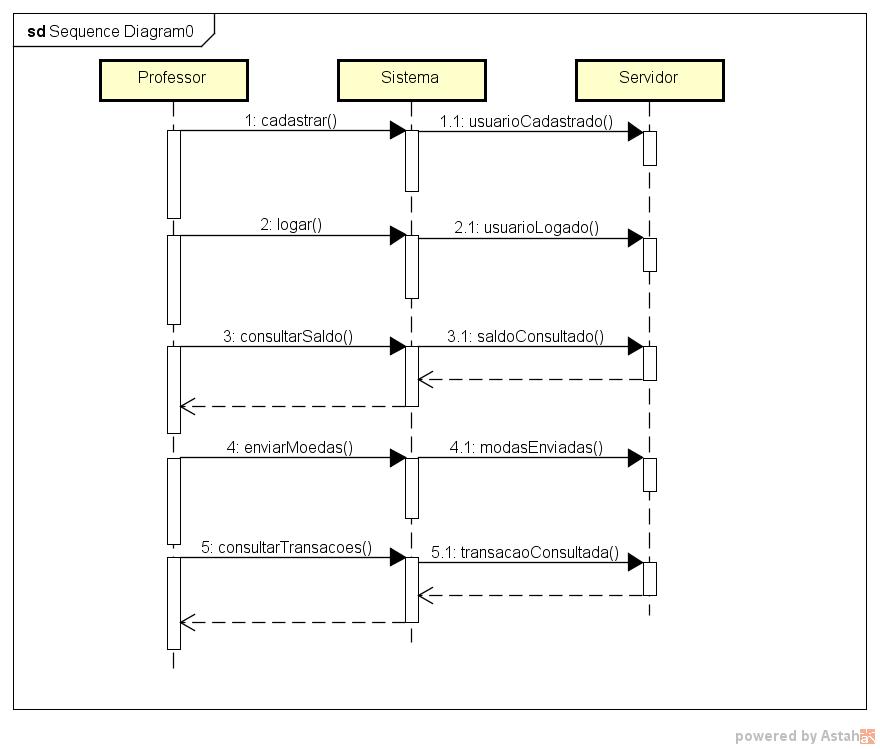 sd Sequence Diagram0
Professor
Sistema
Servidor
1: cadastrar()
1.1: usuarioCadastrado()
2: logar()
2.1: usuarioLogado()
3: consultarSaldo()
3.1: saldoConsultado()
4: enviarMoedas()
4.1: modasEnviadas()
5: consultarTransacoes()
5.1: transacaoConsultada()
powered by Astah